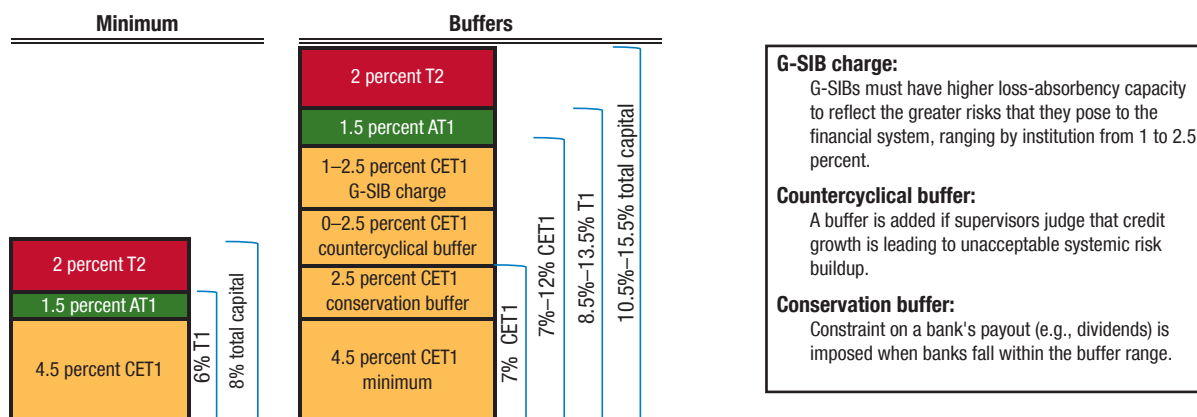 Minimum
2 percent T2
1.5 percent AT1
4.5 percent CET1
6% T1
8% total capital
Buffers
2 percent T2
1.5 percent AT1
1–2.5 percent CET1
G-SIB charge
0–2.5 percent CET1
countercyclical buffer
2.5 percent CET1
conservation buffer
4.5 percent CET1
minimum
7% CET1
7%–12% CET1
8.5%–13.5% T1
10.5%–15.5% total capital
G-SIB charge:
G-SIBs must have higher loss-absorbency capacity
to reflect the greater risks that they pose to the
financial system, ranging by institution from 1 to 2.5
percent.
Countercyclical buffer:
A buffer is added if supervisors judge that credit
growth is leading to unacceptable systemic risk
buildup.
Conservation buffer:
Constraint on a bank's payout (e.g., dividends) is
imposed when banks fall within the buffer range.